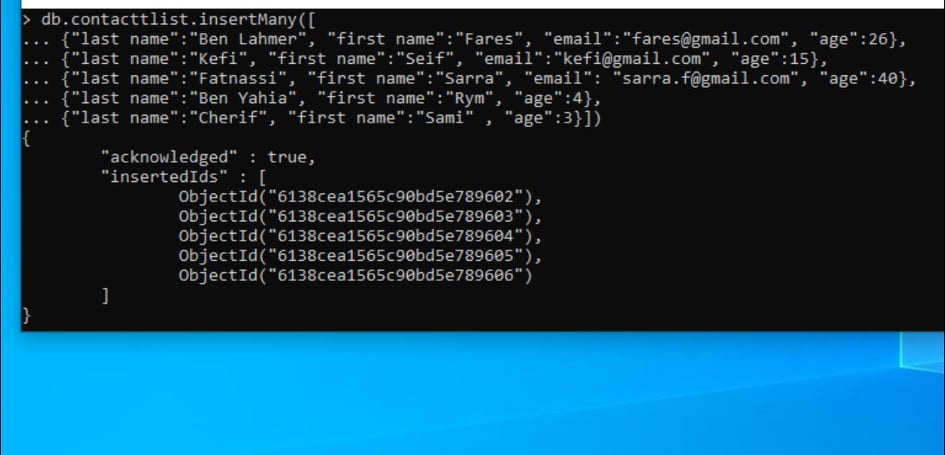 > db.contacttlist.insertMany([
... {"last name":"Ben Lahmer", "first name":"Fares", "email":"fares@gmail.com", "age":26},
... {"last name":"Kefi", "first name":"Seif", "email":"kefi@gmail.com", "age":15},
... {"last name":"Fatnassi", "first name":"Sarra", "email": "sarra.f@gmail.com", "age":40},
... {"last name":"Ben Yahia", "first name":"Rym", "age":4},
... {"last name":"Cherif", "first name":"Sami" , "age":3}])
{
"acknowledged" : true,
"insertedIds" : [
ObjectId("6138cea1565c90bd5e789602"),
ObjectId("6138cea1565c90bd5e789603"),
ObjectId("6138cea1565c90bd5e789604"),
ObjectId("6138cea1565c90bd5e789605"),
ObjectId("6138cea1565c90bd5e789606")
]
}